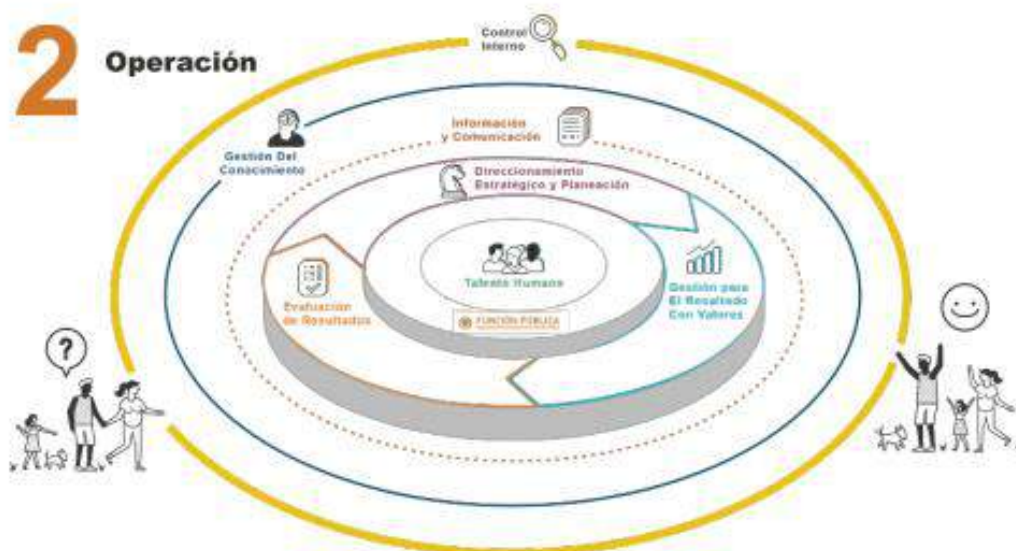 2
Operación
Control
Interno
Información
y Comunicación
Gestión Del
Conocimiento
Direccionamiento
Estratégico y Planeación
Talento Humano
Gestión para
El Resultado
Con Valores
Evaluación
de Resultados
FUNCIÓN PÚBLICA
?